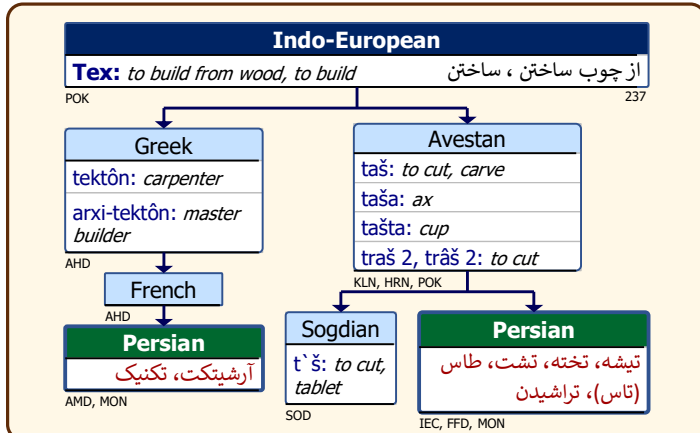 Indo-European
Tex: to build from wood, to build از چوب ساختن ، ساختن
POK 237
Greek
tektôn: carpenter
arxi-tektôn: master
builder
AHD
French
AHD
Persian
آرشیتکت، تکنیک
AMD, MON
Avestan
taš: to cut, carve
taša: ax
tašta: cup
traš 2, trâš 2: to cut
KLN, HRN, POK
Sogdian
t`š: to cut,
tablet
SOD
Persian
تیشه، تخته، تشت، طاس
(تاس)، تراشیدن
IEC, FFD, MON